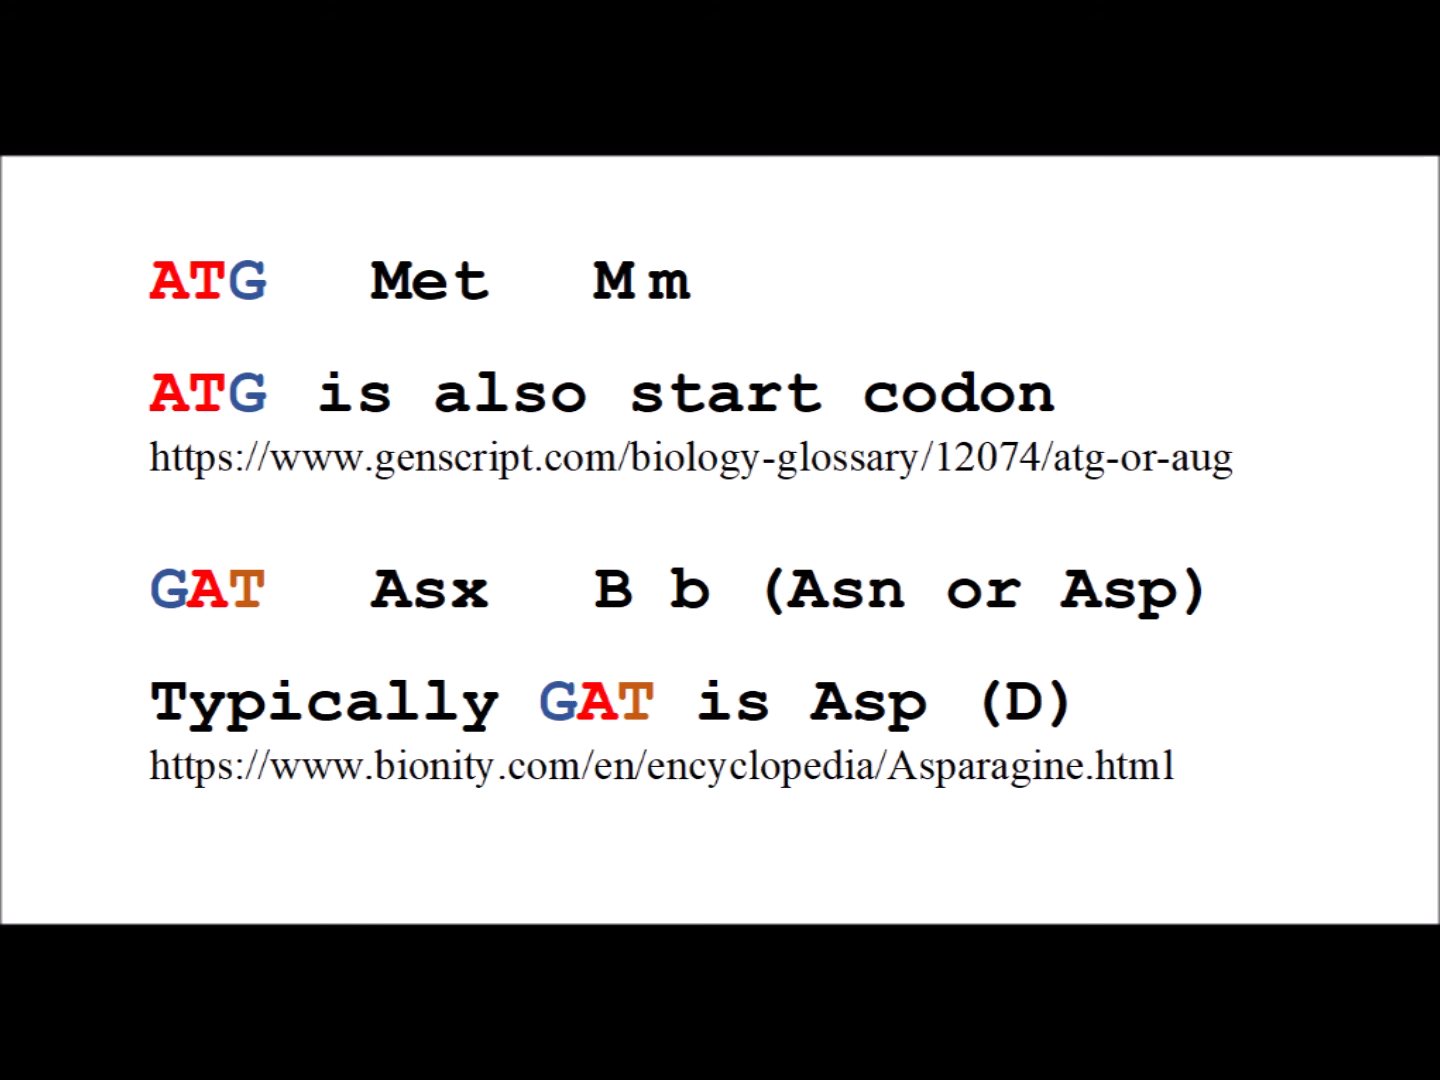 ATG Met M m
ATG is also start codon
https://www.genscript.com/biology-glossary/12074/atg-or-aug
GAT Asx B b (Asn or Asp)
Typically GAT is Asp (D)
https://www.bionity.com/en/encyclopedia/Asparagine.html